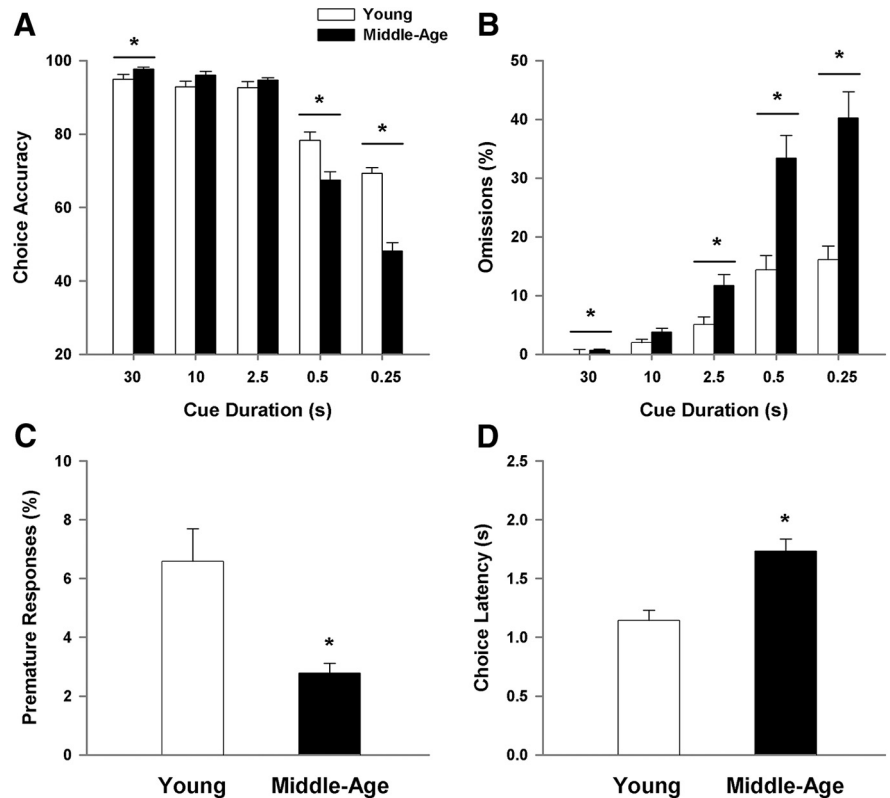 A
Young
Middle-Age
B
*
*
*
100
80
60
40
20
Choice Accuracy
30 10 2.5 0.5 0.25
Cue Duration (s)
*
*
*
*
50
40
30
20
10
0
Omissions (%)
30 10 2.5 0.5 0.25
Cue Duration (s)
C
10
8
6
4
2
0
Premature Responses (%)
*
Young Middle-Age
D
2.5
2.0
1.5
1.0
0.5
0.0
Choice Latency (s)
*
Young Middle-Age